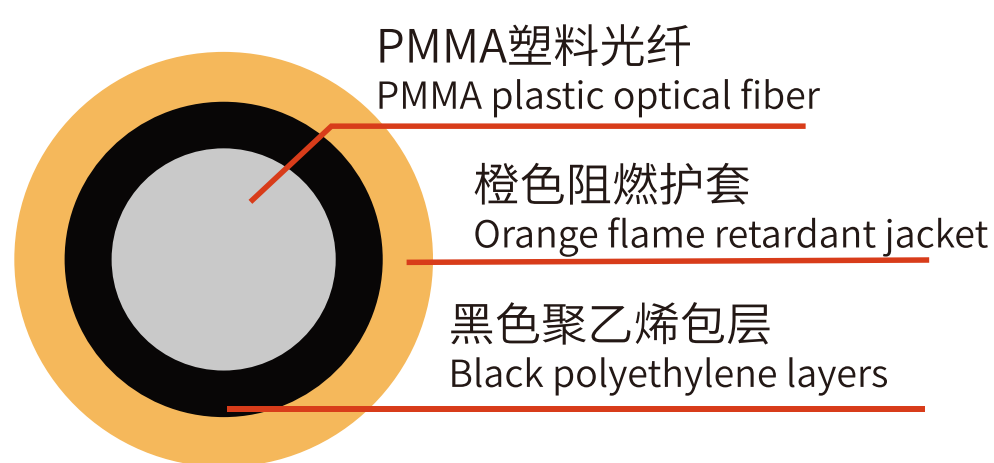 PMMA塑料光纤
PMMA plastic optical fiber
橙色阻燃护套
Orange flame retardant jacket
黑色聚乙烯包层
Black polyethylene layers